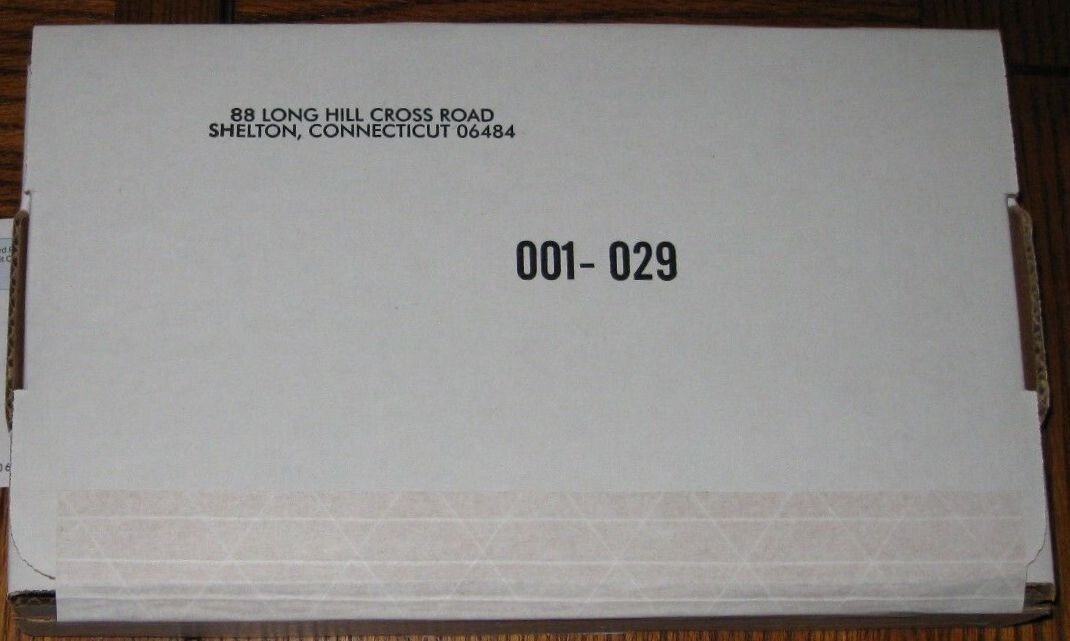 88 LONG HILL CROSS ROAD
SHELTON, CONNECTICUT 06484
001- 029